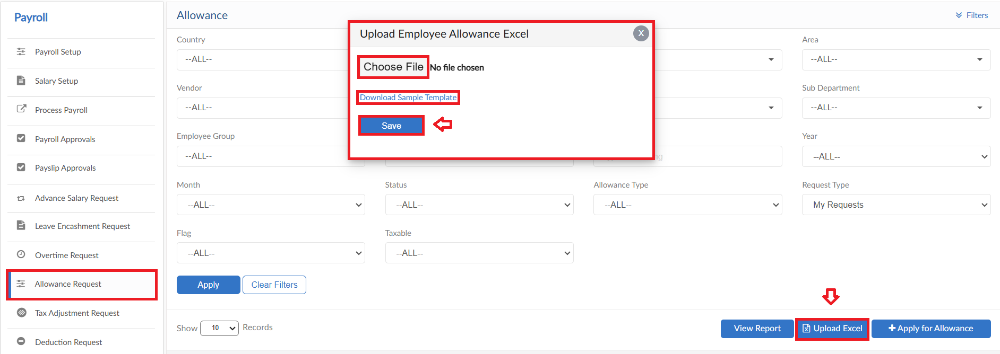 Payroll
Payroll Setup
Salary Setup
Process Payroll
Payroll Approvals
Payslip Approvals
Advance Salary Request
Leave Encashment Request
Overtime Request
Allowance Request
Tax Adjustment Request
Deduction Request
Allowance
Filters
Upload Employee Allowance Excel
X
Choose File No file chosen
Download Sample Template
Save
Country
--ALL--
Area
--ALL--
Vendor
--ALL--
Sub Department
--ALL--
Employee Group
--ALL--
Year
--ALL--
Month
--ALL--
Status
--ALL--
Allowance Type
--ALL--
Request Type
My Requests
Flag
--ALL--
Taxable
--ALL--
Apply
Clear Filters
Show 10 Records
View Report
Upload Excel
Apply for Allowance